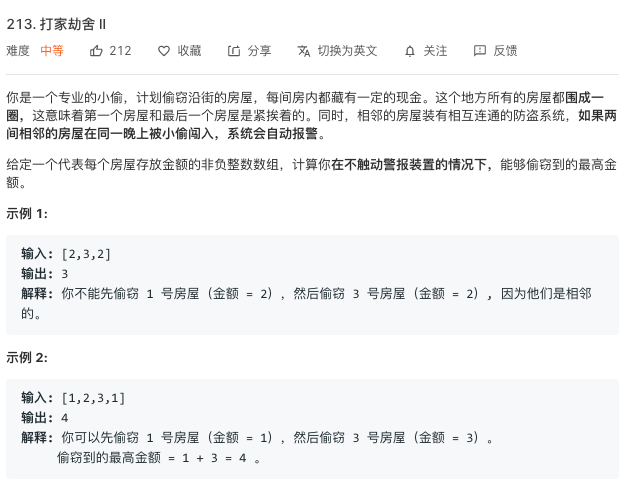 213. 打家劫舍 II
难度 中等 212 收藏 分享 切换为英文 关注 反馈
你是一个专业的小偷，计划偷窃沿街的房屋，每间房内都藏有一定的现金。这个地方所有的房屋都围成一
圈，这意味着第一个房屋和最后一个房屋是紧挨着的。同时，相邻的房屋装有相互连通的防盗系统，如果两
间相邻的房屋在同一晚上被小偷闯入，系统会自动报警。
给定一个代表每个房屋存放金额的非负整数数组，计算你在不触动警报装置的情况下，能够偷窃到的最高金
额。
示例 1:
输入: [2,3,2]
输出: 3
解释: 你不能先偷窃 1 号房屋（金额 = 2），然后偷窃 3 号房屋（金额 = 2）, 因为他们是相邻
的。
示例 2:
输入: [1,2,3,1]
输出: 4
解释: 你可以先偷窃 1 号房屋（金额 = 1），然后偷窃 3 号房屋（金额 = 3）。
偷窃到的最高金额 = 1 + 3 = 4 。